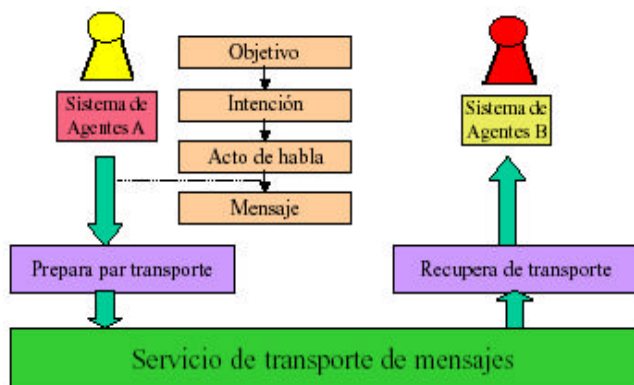 Objetivo
Sistema de
Agentes A
Intención
Sistema de
Agentes B
Acto de habla
Mensaje
Prepara par transporte
Recupera de transporte
Servicio de transporte de mensajes